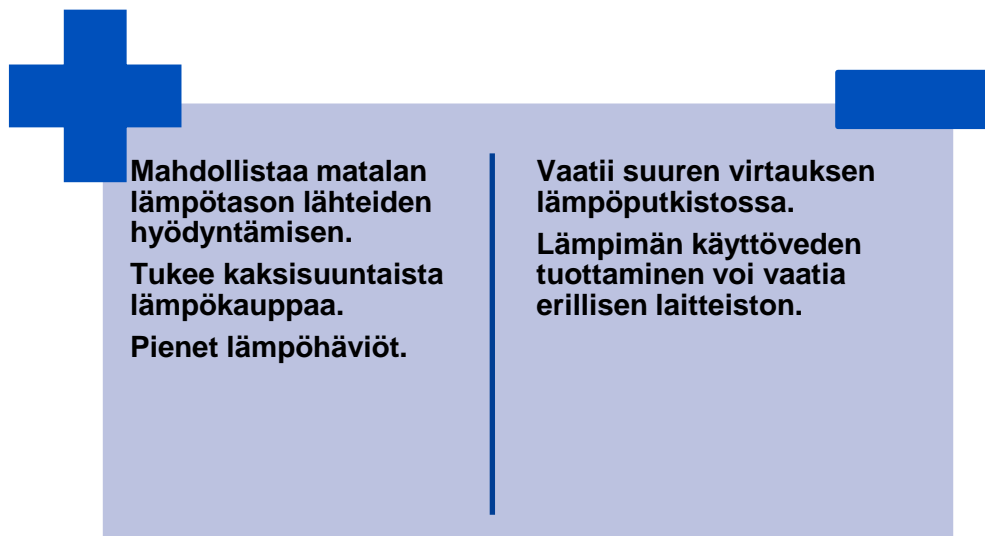 Mahdollistaa matalan
lämpötason lähteiden
hyödyntämisen.
Tukee kaksisuuntaista
lämpökauppaa.
Pienet lämpöhäviöt.
Vaatii suuren virtauksen
lämpöputkistossa.
Lämpimän käyttöveden
tuottaminen voi vaatia
erillisen laitteiston.